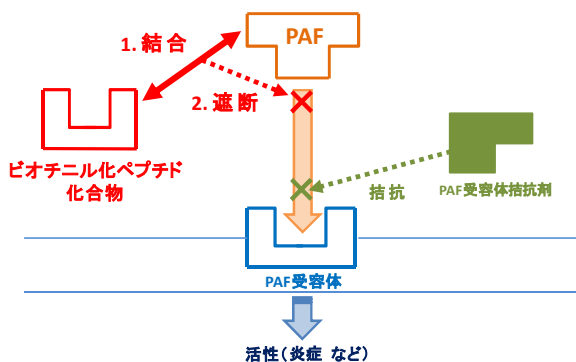 PAF
1. 結合
2. 遮断
ビオチニル化ペプチド
化合物
拮抗
PAF受容体拮抗剤
PAF受容体
活性（炎症 など）